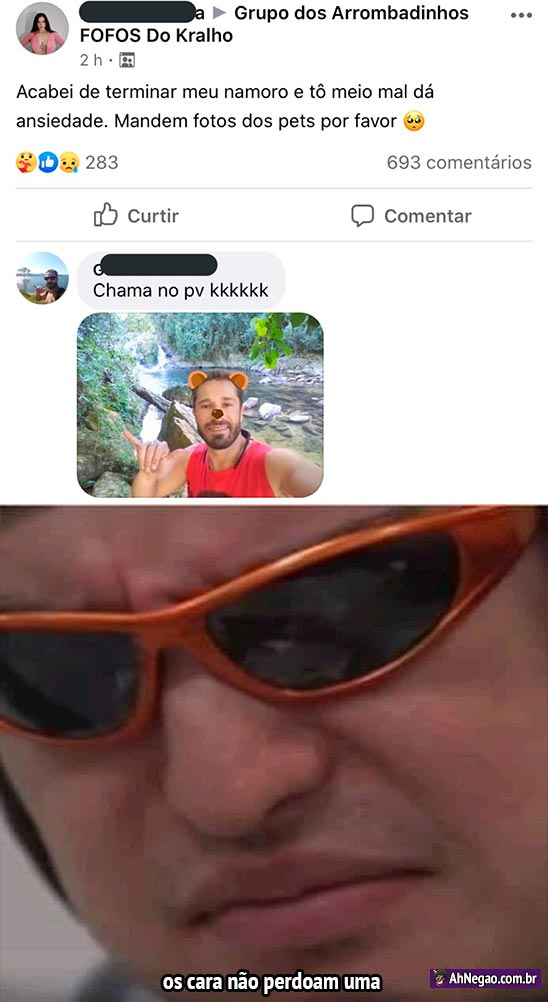 a ▶ Grupo dos Arrombadinhos
FOFOS Do Kralho
2 h ·
Acabei de terminar meu namoro e tô meio mal dá
ansiedade. Mandem fotos dos pets por favor 🥺
283
693 comentários
Curtir
Comentar
Chama no pv kkkkkk
os cara não perdoam uma
AhNegao.com.br